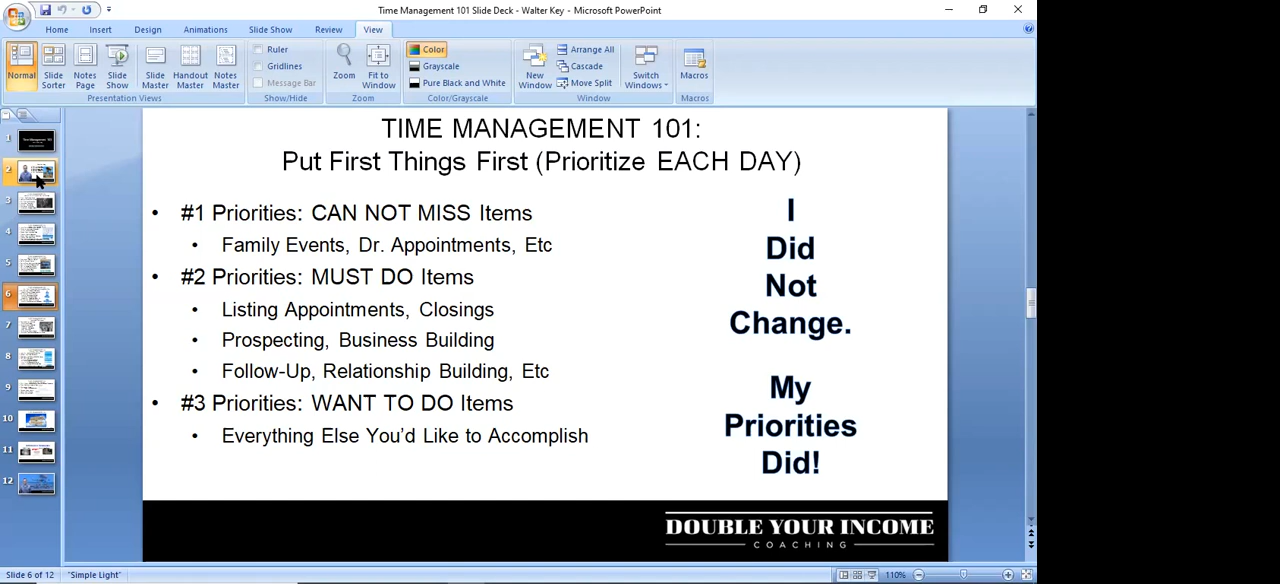 Time Management 101 Slide Deck - Walter Key - Microsoft PowerPoint
Home Insert Design Animations Slide Show Review View
Normal Slide Sorter Notes Page Slide Show Slide Master Handout Master Notes Master
Presentation Views
Ruler
Gridlines
Message Bar
Show/Hide
Zoom Fit to Window
Zoom
Color
Grayscale
Pure Black and White
Color/Grayscale
New Window
Arrange All
Cascade
Move Split
Switch Windows
Window
Macros
Macros
1
2
3
4
5
6
7
8
9
10
11
12
TIME MANAGEMENT 101:
Put First Things First (Prioritize EACH DAY)
• #1 Priorities: CAN NOT MISS Items
• Family Events, Dr. Appointments, Etc
• #2 Priorities: MUST DO Items
• Listing Appointments, Closings
• Prospecting, Business Building
• Follow-Up, Relationship Building, Etc
• #3 Priorities: WANT TO DO Items
• Everything Else You’d Like to Accomplish
I
Did
Not
Change.
My
Priorities
Did!
DOUBLE YOUR INCOME
COACHING
Slide 6 of 12 "Simple Light" 110%